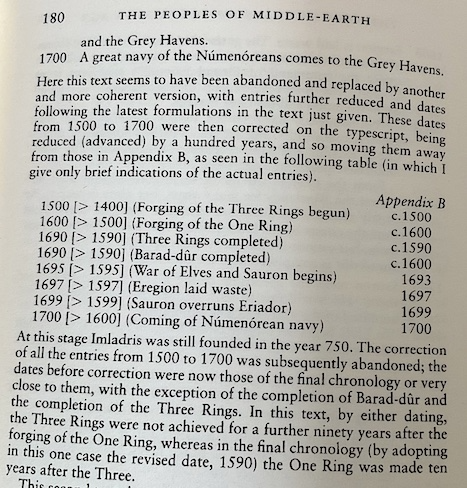 180 THE PEOPLES OF MIDDLE-EARTH
and the Grey Havens.
1700 A great navy of the Númenóreans comes to the Grey Havens.
Here this text seems to have been abandoned and replaced by another
and more coherent version, with entries further reduced and dates
following the latest formulations in the text just given. These dates
from 1500 to 1700 were then corrected on the typescript, being
reduced (advanced) by a hundred years, and so moving them away
from those in Appendix B, as seen in the following table (in which I
give only brief indications of the actual entries).
Appendix B
1500 [> 1400] (Forging of the Three Rings begun) c.1500
1600 [> 1500] (Forging of the One Ring) c.1600
1690 [> 1590] (Three Rings completed) c.1590
1690 [> 1590] (Barad-dûr completed) c.1600
1695 [> 1595] (War of Elves and Sauron begins) 1693
1697 [> 1597] (Eregion laid waste) 1697
1699 [> 1599] (Sauron overruns Eriador) 1699
1700 [> 1600] (Coming of Númenórean navy) 1700
At this stage Imladris was still founded in the year 750. The correction
of all the entries from 1500 to 1700 was subsequently abandoned; the
dates before correction were now those of the final chronology or very
close to them, with the exception of the completion of Barad-dûr and
the completion of the Three Rings. In this text, by either dating,
the Three Rings were not achieved for a further ninety years after the
forging of the One Ring, whereas in the final chronology (by adopting
in this one case the revised date, 1590) the One Ring was made ten
years after the Three.